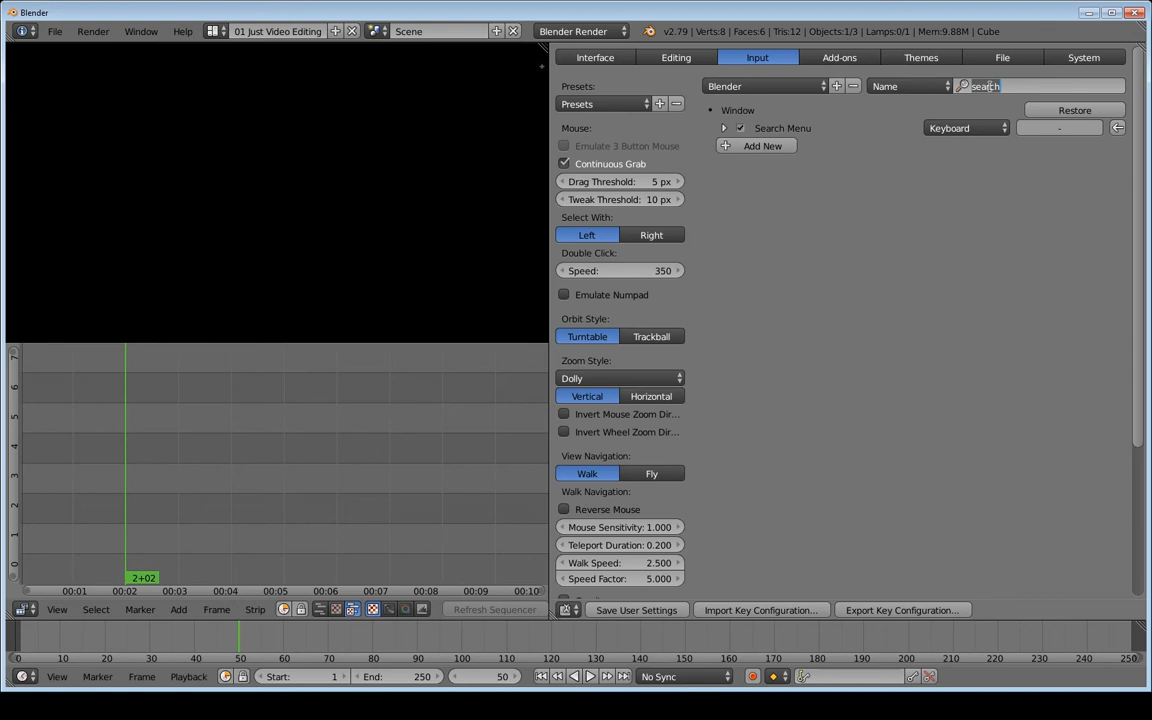 Blender
File Render Window Help 01 Just Video Editing Scene Blender Render v2.79 | Verts:8 | Faces:6 | Tris:12 | Objects:1/3 | Lamps:0/1 | Mem:9.88M | Cube
Interface Editing Input Add-ons Themes File System
Presets: Blender Name search
Presets
Window Restore
Mouse: Search Menu Keyboard -
Emulate 3 Button Mouse Add New
Continuous Grab
Drag Threshold: 5 px
Tweak Threshold: 10 px
Select With:
Left Right
Double Click:
Speed: 350
Emulate Numpad
Orbit Style:
Turntable Trackball
Zoom Style:
Dolly
Vertical Horizontal
Invert Mouse Zoom Dir...
Invert Wheel Zoom Dir...
View Navigation:
Walk Fly
Walk Navigation:
Reverse Mouse
Mouse Sensitivity: 1.000
Teleport Duration: 0.200
Walk Speed: 2.500
Speed Factor: 5.000
7
6
5
4
3
2
1
0
2+02
00:01 00:02 00:03 00:04 00:05 00:06 00:07 00:08 00:09 00:10
View Select Marker Add Frame Strip Refresh Sequencer Save User Settings Import Key Configuration... Export Key Configuration...
0 10 20 30 40 50 60 70 80 90 100 110 120 130 140 150 160 170 180 190 200 210 220 230 240 250
View Marker Frame Playback Start: 1 End: 250 50 No Sync